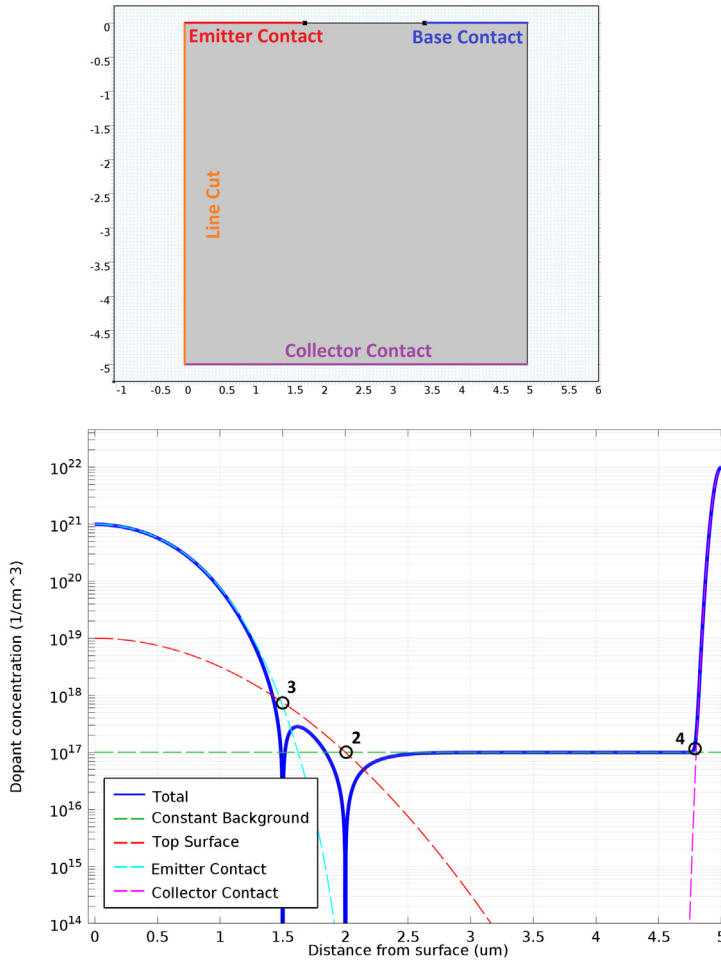 0
-0.5
-1
-1.5
-2
-2.5
-3
-3.5
-4
-4.5
-5
Emitter Contact
Base Contact
Line Cut
Collector Contact
-1 -0.5 0 0.5 1 1.5 2 2.5 3 3.5 4 4.5 5 5.5 6
Dopant concentration (1/cm^3)
10^22
10^21
10^20
10^19
10^18
10^17
10^16
10^15
10^14
3
2
4
Total
Constant Background
Top Surface
Emitter Contact
Collector Contact
0 0.5 1 1.5 2 2.5 3 3.5 4 4.5 5
Distance from surface (um)